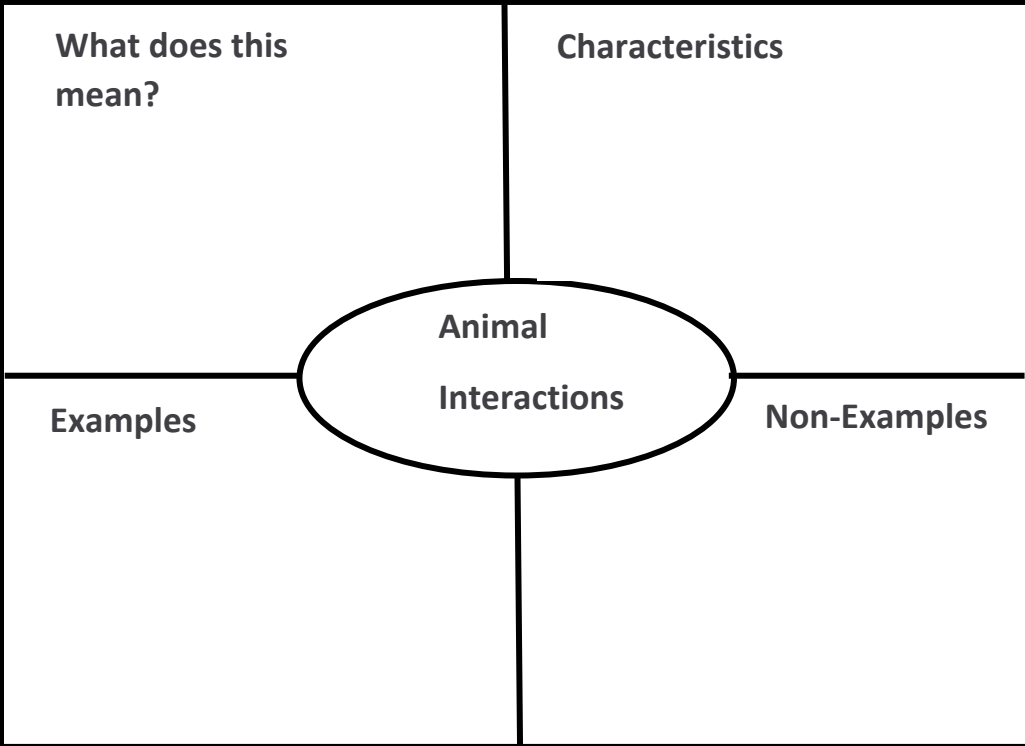 What does this
mean?
Characteristics
Animal
Interactions
Examples
Non-Examples